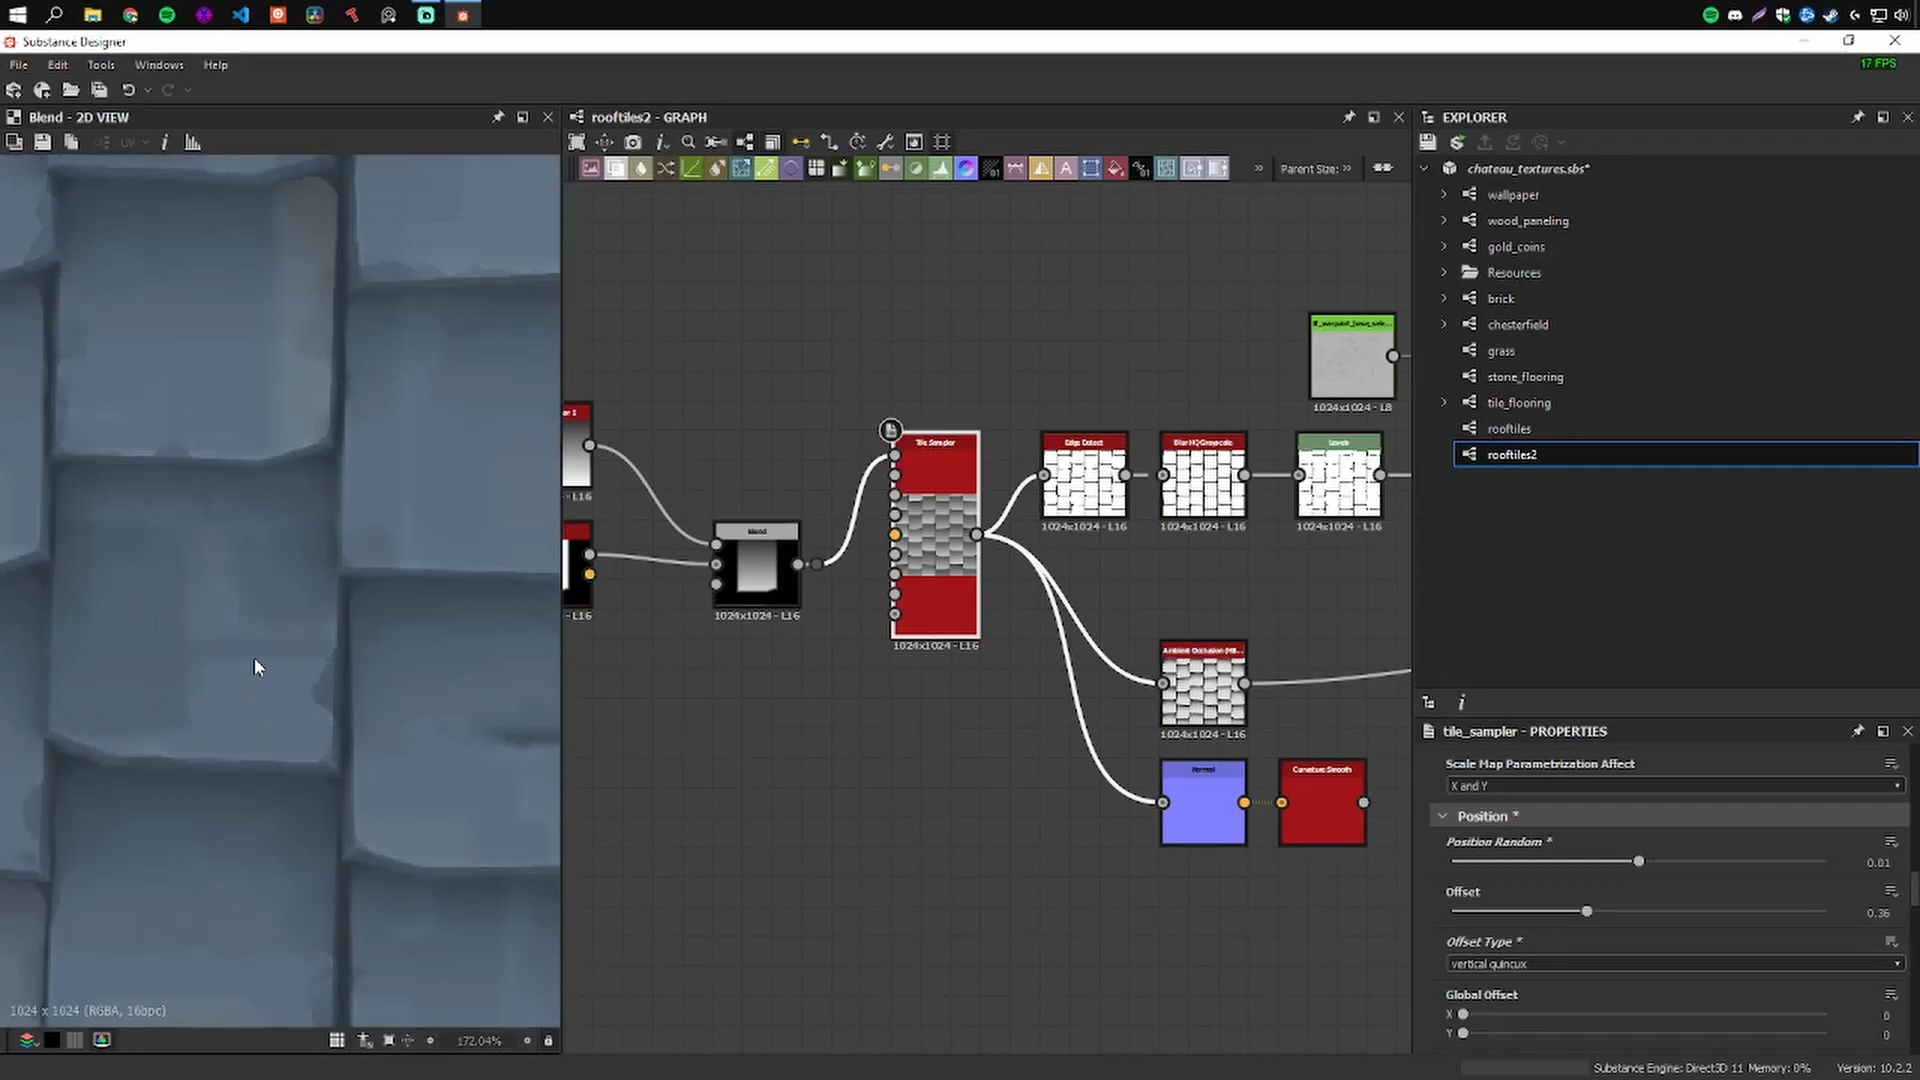 Substance Designer
File Edit Tools Windows Help
17 FPS
Blend - 2D VIEW
UV
1024 x 1024 (RGBA, 16bpc)
172.04%
rooftiles2 - GRAPH
Parent Size:
1024x1024 - L8
- L16
- L16
Blend
1024x1024 - L16
Tile Sampler
1024x1024 - L16
Edge Detect
1024x1024 - L16
Blur HQ Grayscale
1024x1024 - L16
Levels
1024x1024 - L16
Ambient Occlusion (HB...
1024x1024 - L16
Normal
Curvature Smooth
EXPLORER
chateau_textures.sbs*
wallpaper
wood_paneling
gold_coins
Resources
brick
chesterfield
grass
stone_flooring
tile_flooring
rooftiles
rooftiles2
tile_sampler - PROPERTIES
Scale Map Parametrization Affect
X and Y
Position *
Position Random *
0.01
Offset
0.36
Offset Type *
vertical quincux
Global Offset
X 0
Y 0
Substance Engine: Direct3D 11 Memory: 0% Version: 10.2.2